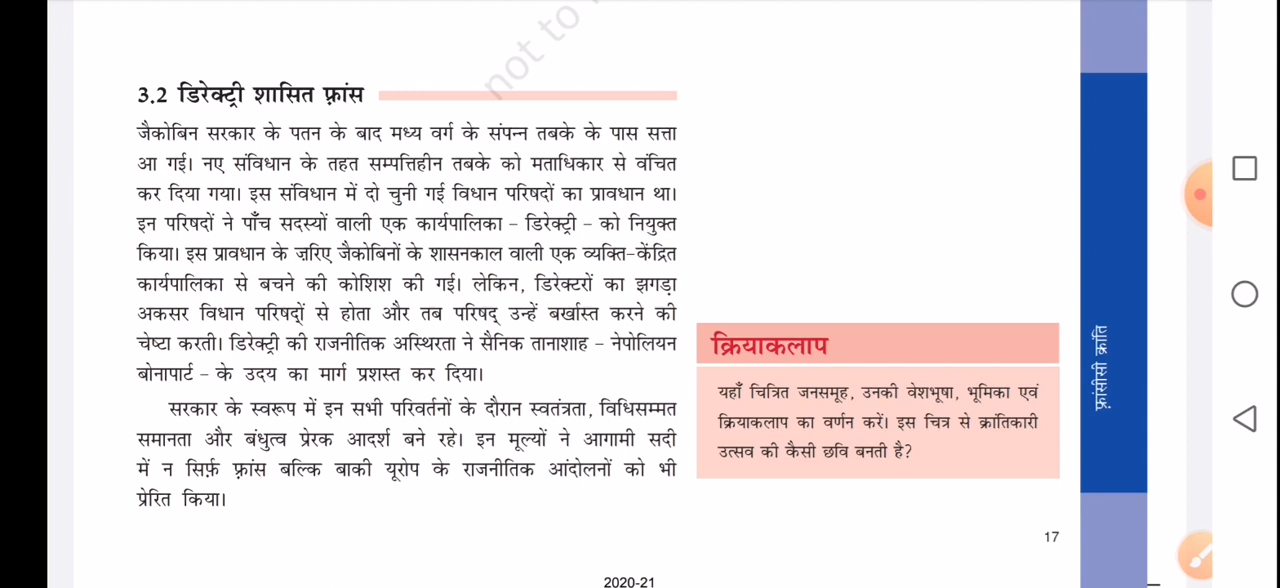 not to
3.2 डिरेक्ट्री शासित फ़्रांस
जैकोबिन सरकार के पतन के बाद मध्य वर्ग के संपन्न तबके के पास सत्ता
आ गई। नए संविधान के तहत सम्पत्तिहीन तबके को मताधिकार से वंचित
कर दिया गया। इस संविधान में दो चुनी गई विधान परिषदों का प्रावधान था।
इन परिषदों ने पाँच सदस्यों वाली एक कार्यपालिका – डिरेक्ट्री – को नियुक्त
किया। इस प्रावधान के ज़रिए जैकोबिनों के शासनकाल वाली एक व्यक्ति-केंद्रित
कार्यपालिका से बचने की कोशिश की गई। लेकिन, डिरेक्टरों का झगड़ा
अकसर विधान परिषदों से होता और तब परिषद् उन्हें बर्खास्त करने की
चेष्टा करती। डिरेक्ट्री की राजनीतिक अस्थिरता ने सैनिक तानाशाह – नेपोलियन
बोनापार्ट – के उदय का मार्ग प्रशस्त कर दिया।
सरकार के स्वरूप में इन सभी परिवर्तनों के दौरान स्वतंत्रता, विधिसम्मत
समानता और बंधुत्व प्रेरक आदर्श बने रहे। इन मूल्यों ने आगामी सदी
में न सिर्फ़ फ़्रांस बल्कि बाकी यूरोप के राजनीतिक आंदोलनों को भी
प्रेरित किया।
क्रियाकलाप
यहाँ चित्रित जनसमूह, उनकी वेशभूषा, भूमिका एवं
क्रियाकलाप का वर्णन करें। इस चित्र से क्रांतिकारी
उत्सव की कैसी छवि बनती है?
फ़्रांसीसी क्रांति
17
2020-21